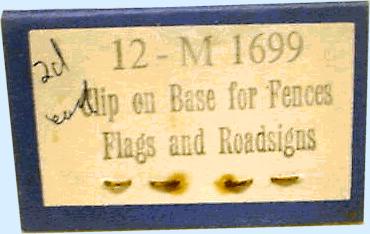 12 - M 1699
2d
Clip on Base for Fences
Flags and Roadsigns